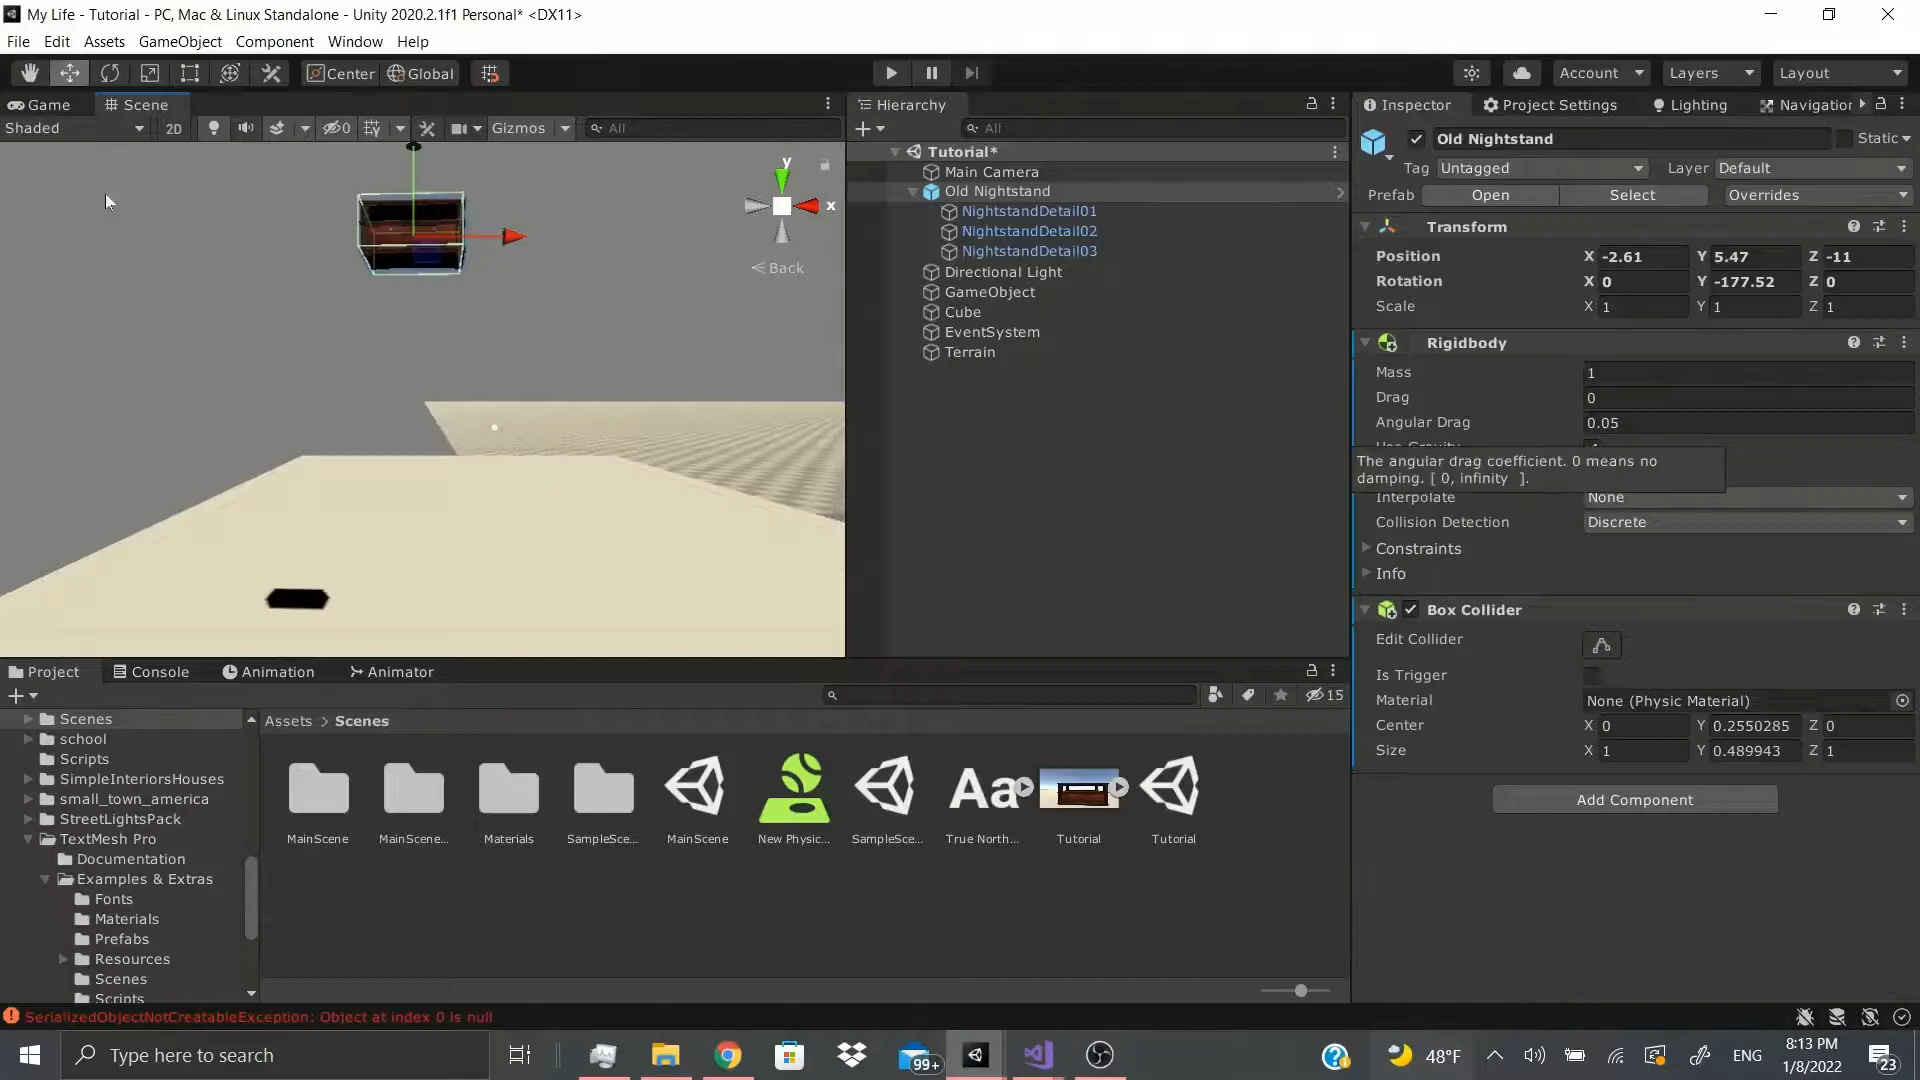 My Life - Tutorial - PC, Mac & Linux Standalone - Unity 2020.2.1f1 Personal* <DX11>
File Edit Assets GameObject Component Window Help
Center Global Account Layers Layout
Game Scene
Shaded 2D 0 Gizmos All
y
x
Back
Hierarchy
All
Tutorial*
Main Camera
Old Nightstand
NightstandDetail01
NightstandDetail02
NightstandDetail03
Directional Light
GameObject
Cube
EventSystem
Terrain
Inspector Project Settings Lighting Navigation
Old Nightstand Static
Tag Untagged Layer Default
Prefab Open Select Overrides
Transform
Position X -2.61 Y 5.47 Z -11
Rotation X 0 Y -177.52 Z 0
Scale X 1 Y 1 Z 1
Rigidbody
Mass 1
Drag 0
Angular Drag 0.05
Use Gravity
The angular drag coefficient. 0 means no
damping. [ 0, infinity ].
Interpolate None
Collision Detection Discrete
Constraints
Info
Box Collider
Edit Collider
Is Trigger
Material None (Physic Material)
Center X 0 Y 0.2550285 Z 0
Size X 1 Y 0.489943 Z 1
Add Component
Project Console Animation Animator
15
Scenes
school
Scripts
SimpleInteriorsHouses
small_town_america
StreetLightsPack
TextMesh Pro
Documentation
Examples & Extras
Fonts
Materials
Prefabs
Resources
Scenes
Scripts
Assets > Scenes
Aa
MainScene MainScene... Materials SampleSce... MainScene New Physic... SampleSce... True North... Tutorial Tutorial
SerializedObjectNotCreatableException: Object at index 0 is null
Type here to search
99+
48°F
ENG
8:13 PM
1/8/2022
23